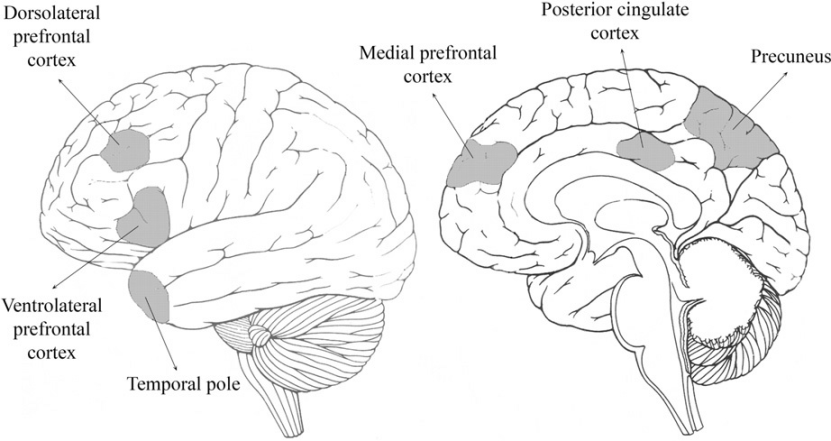 Dorsolateral
prefrontal
cortex
Ventrolateral
prefrontal
cortex
Temporal pole
Medial prefrontal
cortex
Posterior cingulate
cortex
Precuneus